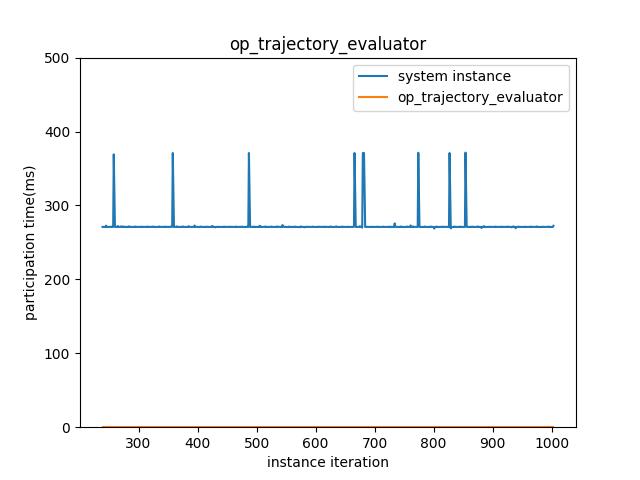 op_trajectory_evaluator
500
400
300
200
100
0
participation time(ms)
system instance
op_trajectory_evaluator
300 400 500 600 700 800 900 1000
instance iteration